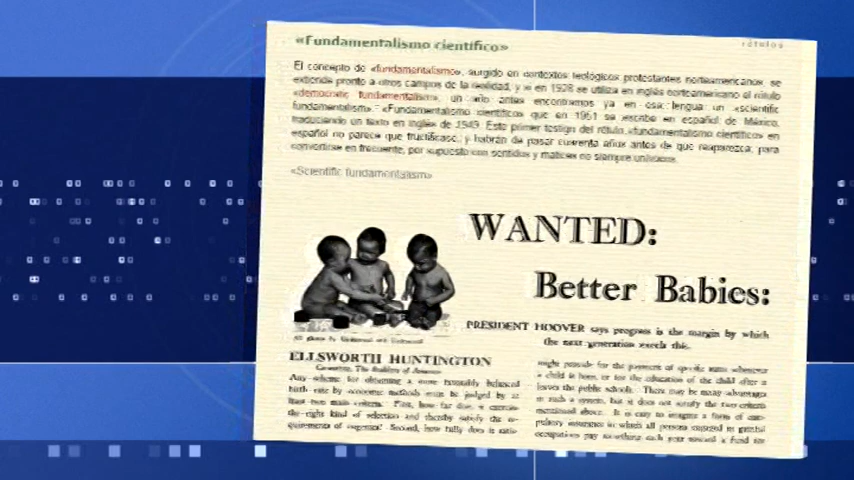 «Fundamentalismo científico»
rótulos
El concepto de «fundamentalismo», surgido en contextos teológicos protestantes norteamericanos, se
extiende pronto a otros campos de la realidad, y si en 1928 se utiliza en inglés norteamericano el rótulo
«democratic fundamentalism», un año antes encontramos ya en esa lengua un «scientific
fundamentalism». «Fundamentalismo científico» que en 1951 se escribe en español de México,
traduciendo un texto en inglés de 1949. Este primer testigo del rótulo «fundamentalismo científico» en
español no parece que fructificase, y habrán de pasar cuarenta años antes de que reaparezca, para
convertirse en frecuente, por supuesto con sentidos y matices no siempre unívocos.
«Scientific fundamentalism»
WANTED:
Better Babies:
PRESIDENT HOOVER says progress is the margin by which
the next generation excels this.
ELLSWORTH HUNTINGTON
Any scheme for obtaining a more favorably balanced
birth rate by economic methods must be judged by at
least two main criteria. First, how far does it exercise
the right kind of selection and thereby satisfy the re-
quirements of eugenics? Second, how fully does it satis-
might provide for the payment of specific sums whenever
a child is born, or for the education of the child after it
leaves the public schools. There may be many advantages
in such a system, but it does not satisfy the two criteria
mentioned above. It is easy to imagine a form of com-
pulsory insurance in which all persons engaged in gainful
occupations pay something each year toward a fund for